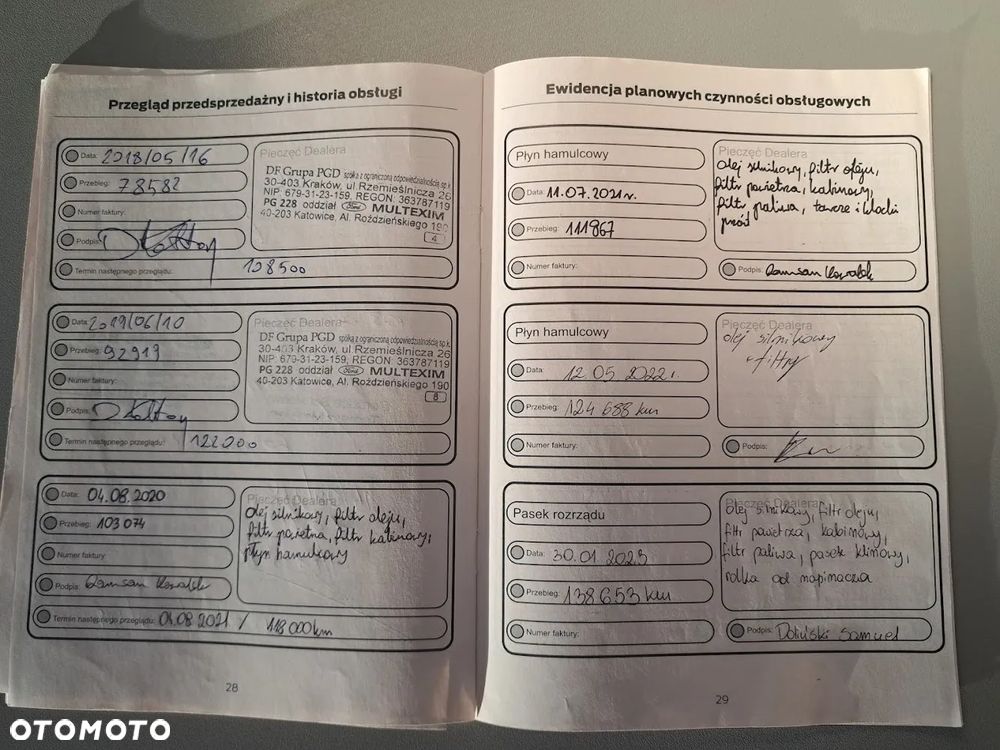 Przegląd przedsprzedażny i historia obsługi
Data: 2018/05/16
Przebieg: 78582
Numer faktury:
Podpis:
Termin następnego przeglądu: 108500
Pieczęć Dealera
DF Grupa PGD spółka z ograniczoną odpowiedzialnością sp.k.
30-403 Kraków, ul. Rzemieślnicza 26
NIP: 679-31-23-159, REGON: 363787119
PG 228 oddział Ford MULTEXIM
40-203 Katowice, Al. Roździeńskiego 190
4
Data: 2019/06/10
Przebieg: 92919
Numer faktury:
Podpis:
Termin następnego przeglądu: 122000
Pieczęć Dealera
DF Grupa PGD spółka z ograniczoną odpowiedzialnością sp.k.
30-403 Kraków, ul. Rzemieślnicza 26
NIP: 679-31-23-159, REGON: 363787119
PG 228 oddział Ford MULTEXIM
40-203 Katowice, Al. Roździeńskiego 190
8
Data: 04.08.2020
Przebieg: 103074
Numer faktury:
Podpis:
Termin następnego przeglądu: 04.08.2021 / 118 000km
Pieczęć Dealera
olej silnikowy, filtr oleju,
filtr powietrza, filtr kabinowy,
płyn hamulcowy
28
Ewidencja planowych czynności obsługowych
Płyn hamulcowy
Data: 11.07.2021r.
Przebieg: 111867
Numer faktury:
Pieczęć Dealera
olej silnikowy, filtr oleju,
filtr powietrza, kabinowy,
filtr paliwa, tarcze i klocki
przód
Podpis:
Płyn hamulcowy
Data: 12.05.2022r
Przebieg: 124 688 km
Numer faktury:
Pieczęć Dealera
olej silnikowy
+ filtry
Podpis:
Pasek rozrządu
Data: 30.01.2023
Przebieg: 138 653 km
Numer faktury:
Pieczęć Dealera
olej silnikowy, filtr oleju,
filtr powietrza, kabinowy,
filtr paliwa, pasek klinowy,
rolka od napinacza
Podpis: Doliński Samuel
29
OTOMOTO